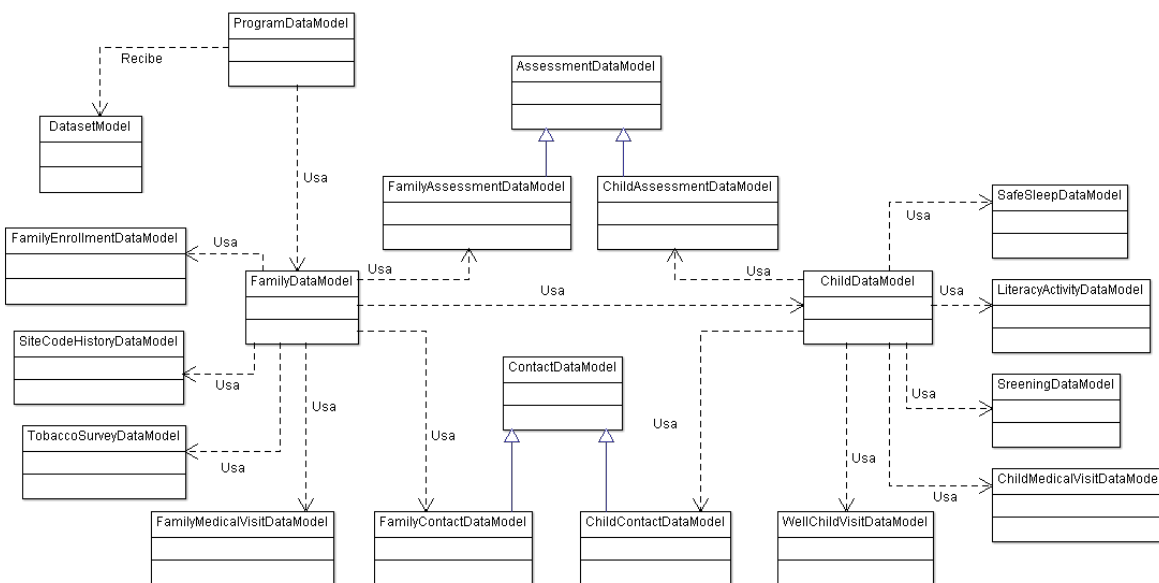 ProgramDataModel
Recibe
AssessmentDataModel
DatasetModel
Usa
FamilyAssessmentDataModel
ChildAssessmentDataModel
SafeSleepDataModel
Usa
FamilyEnrollmentDataModel
Usa
Usa
Usa
FamilyDataModel
ChildDataModel
Usa
Usa
LiteracyActivityDataModel
SiteCodeHistoryDataModel
ContactDataModel
Usa
SreeningDataModel
Usa
Usa
Usa
Usa
TobaccoSurveyDataModel
Usa
Usa
ChildMedicalVisitDataMode
Usa
FamilyMedicalVisitDataModel
FamilyContactDataModel
ChildContactDataModel
WellChildVisitDataModel